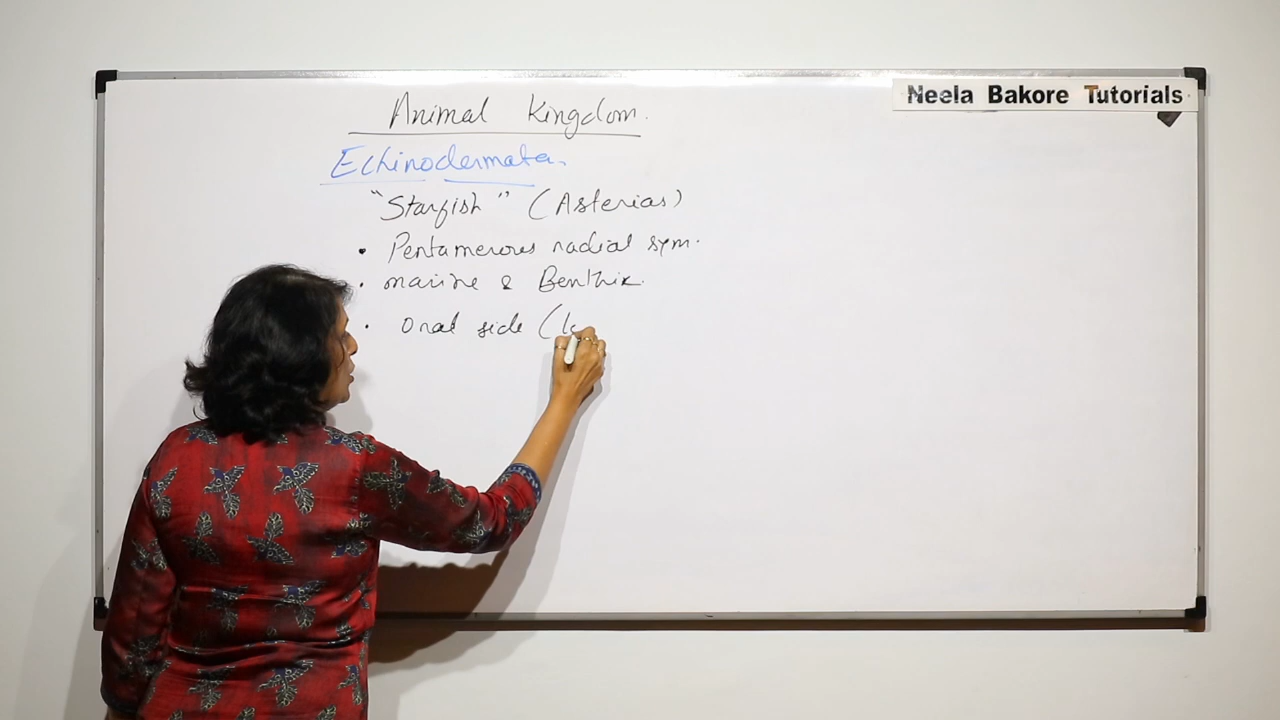 Neela Bakore Tutorials
Animal Kingdom.
Echinodermata.
"Starfish" (Asterias)
• Pentamerous radial sym.
• marine & Benthic.
• Oral side (